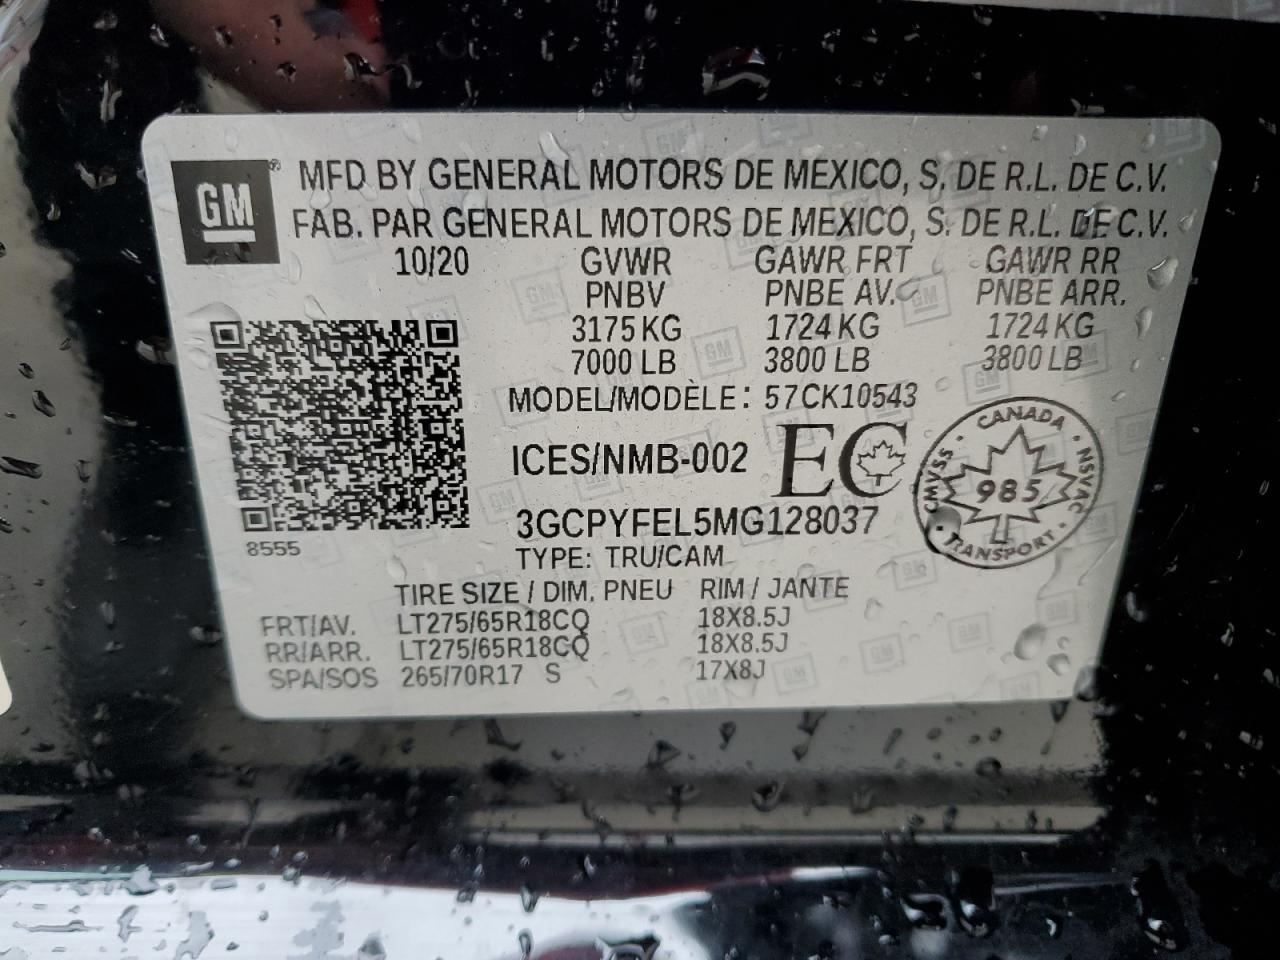 GM ®
MFD BY GENERAL MOTORS DE MEXICO, S. DE R.L. DE C.V.
FAB. PAR GENERAL MOTORS DE MEXICO, S. DE R.L. DE C.V.
10/20 GVWR GAWR FRT GAWR RR
PNBV PNBE AV. PNBE ARR.
3175 KG 1724 KG 1724 KG
7000 LB 3800 LB 3800 LB
MODEL/MODÈLE: 57CK10543
ICES/NMB-002 EC
CANADA · NSVAC · TRANSPORT · CMVSS ·
985
3GCPYFEL5MG128037
8555
TYPE: TRU/CAM
TIRE SIZE / DIM. PNEU RIM / JANTE
FRT/AV. LT275/65R18CQ 18X8.5J
RR/ARR. LT275/65R18CQ 18X8.5J
SPA/SOS 265/70R17 S 17X8J